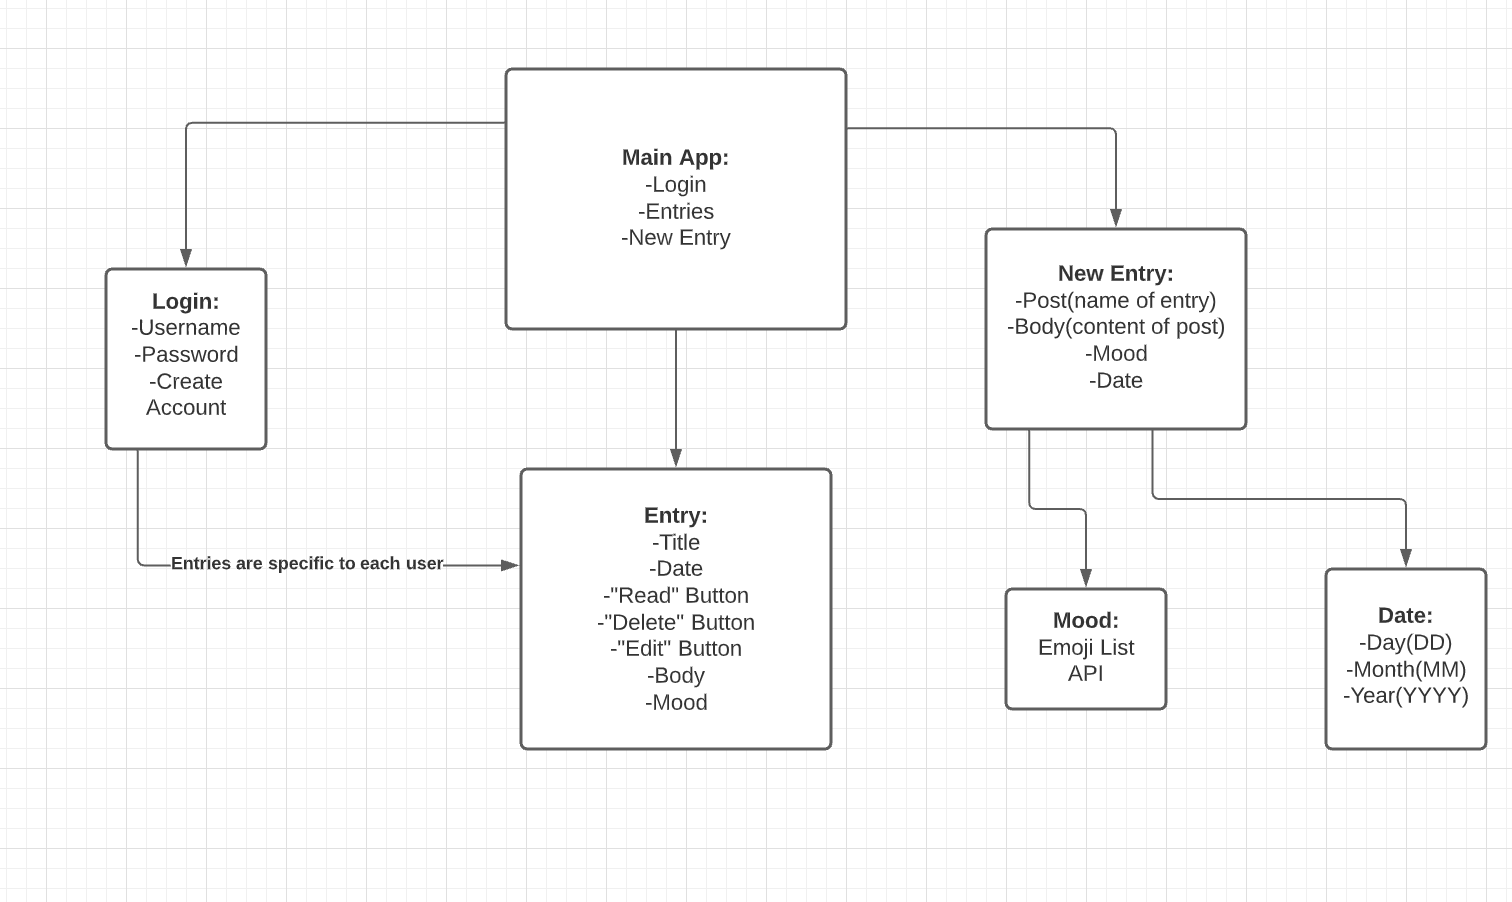 Main App:
-Login
-Entries
-New Entry
Login:
-Username
-Password
-Create
Account
New Entry:
-Post(name of entry)
-Body(content of post)
-Mood
-Date
Entries are specific to each user
Entry:
-Title
-Date
-"Read" Button
-"Delete" Button
-"Edit" Button
-Body
-Mood
Mood:
Emoji List
API
Date:
-Day(DD)
-Month(MM)
-Year(YYYY)